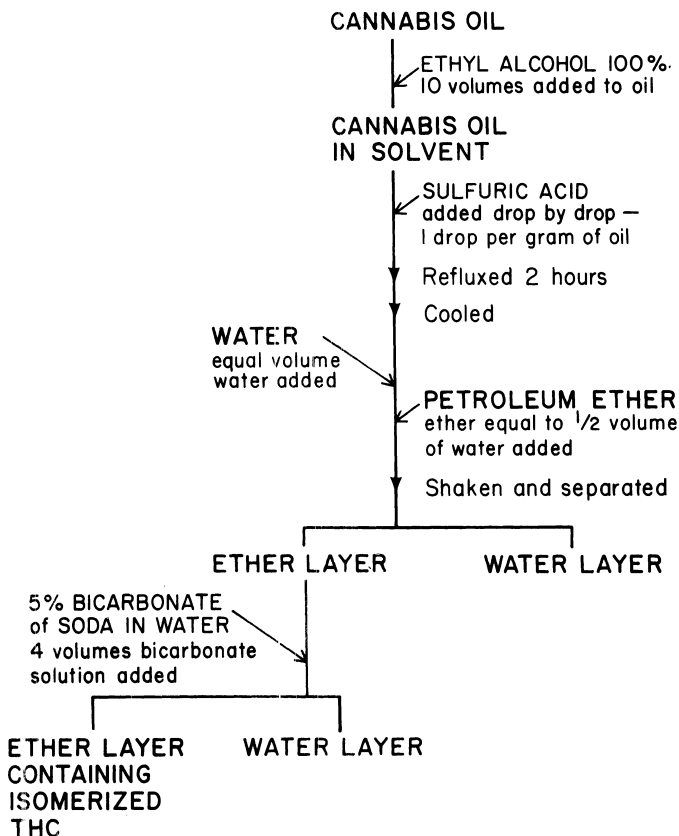 CANNABIS OIL
ETHYL ALCOHOL 100%.
10 volumes added to oil
CANNABIS OIL
IN SOLVENT
SULFURIC ACID
added drop by drop —
1 drop per gram of oil
Refluxed 2 hours
Cooled
WATER
equal volume
water added
PETROLEUM ETHER
ether equal to 1/2 volume
of water added
Shaken and separated
ETHER LAYER
WATER LAYER
5% BICARBONATE
of SODA IN WATER
4 volumes bicarbonate
solution added
ETHER LAYER
CONTAINING
ISOMERIZED
THC
WATER LAYER